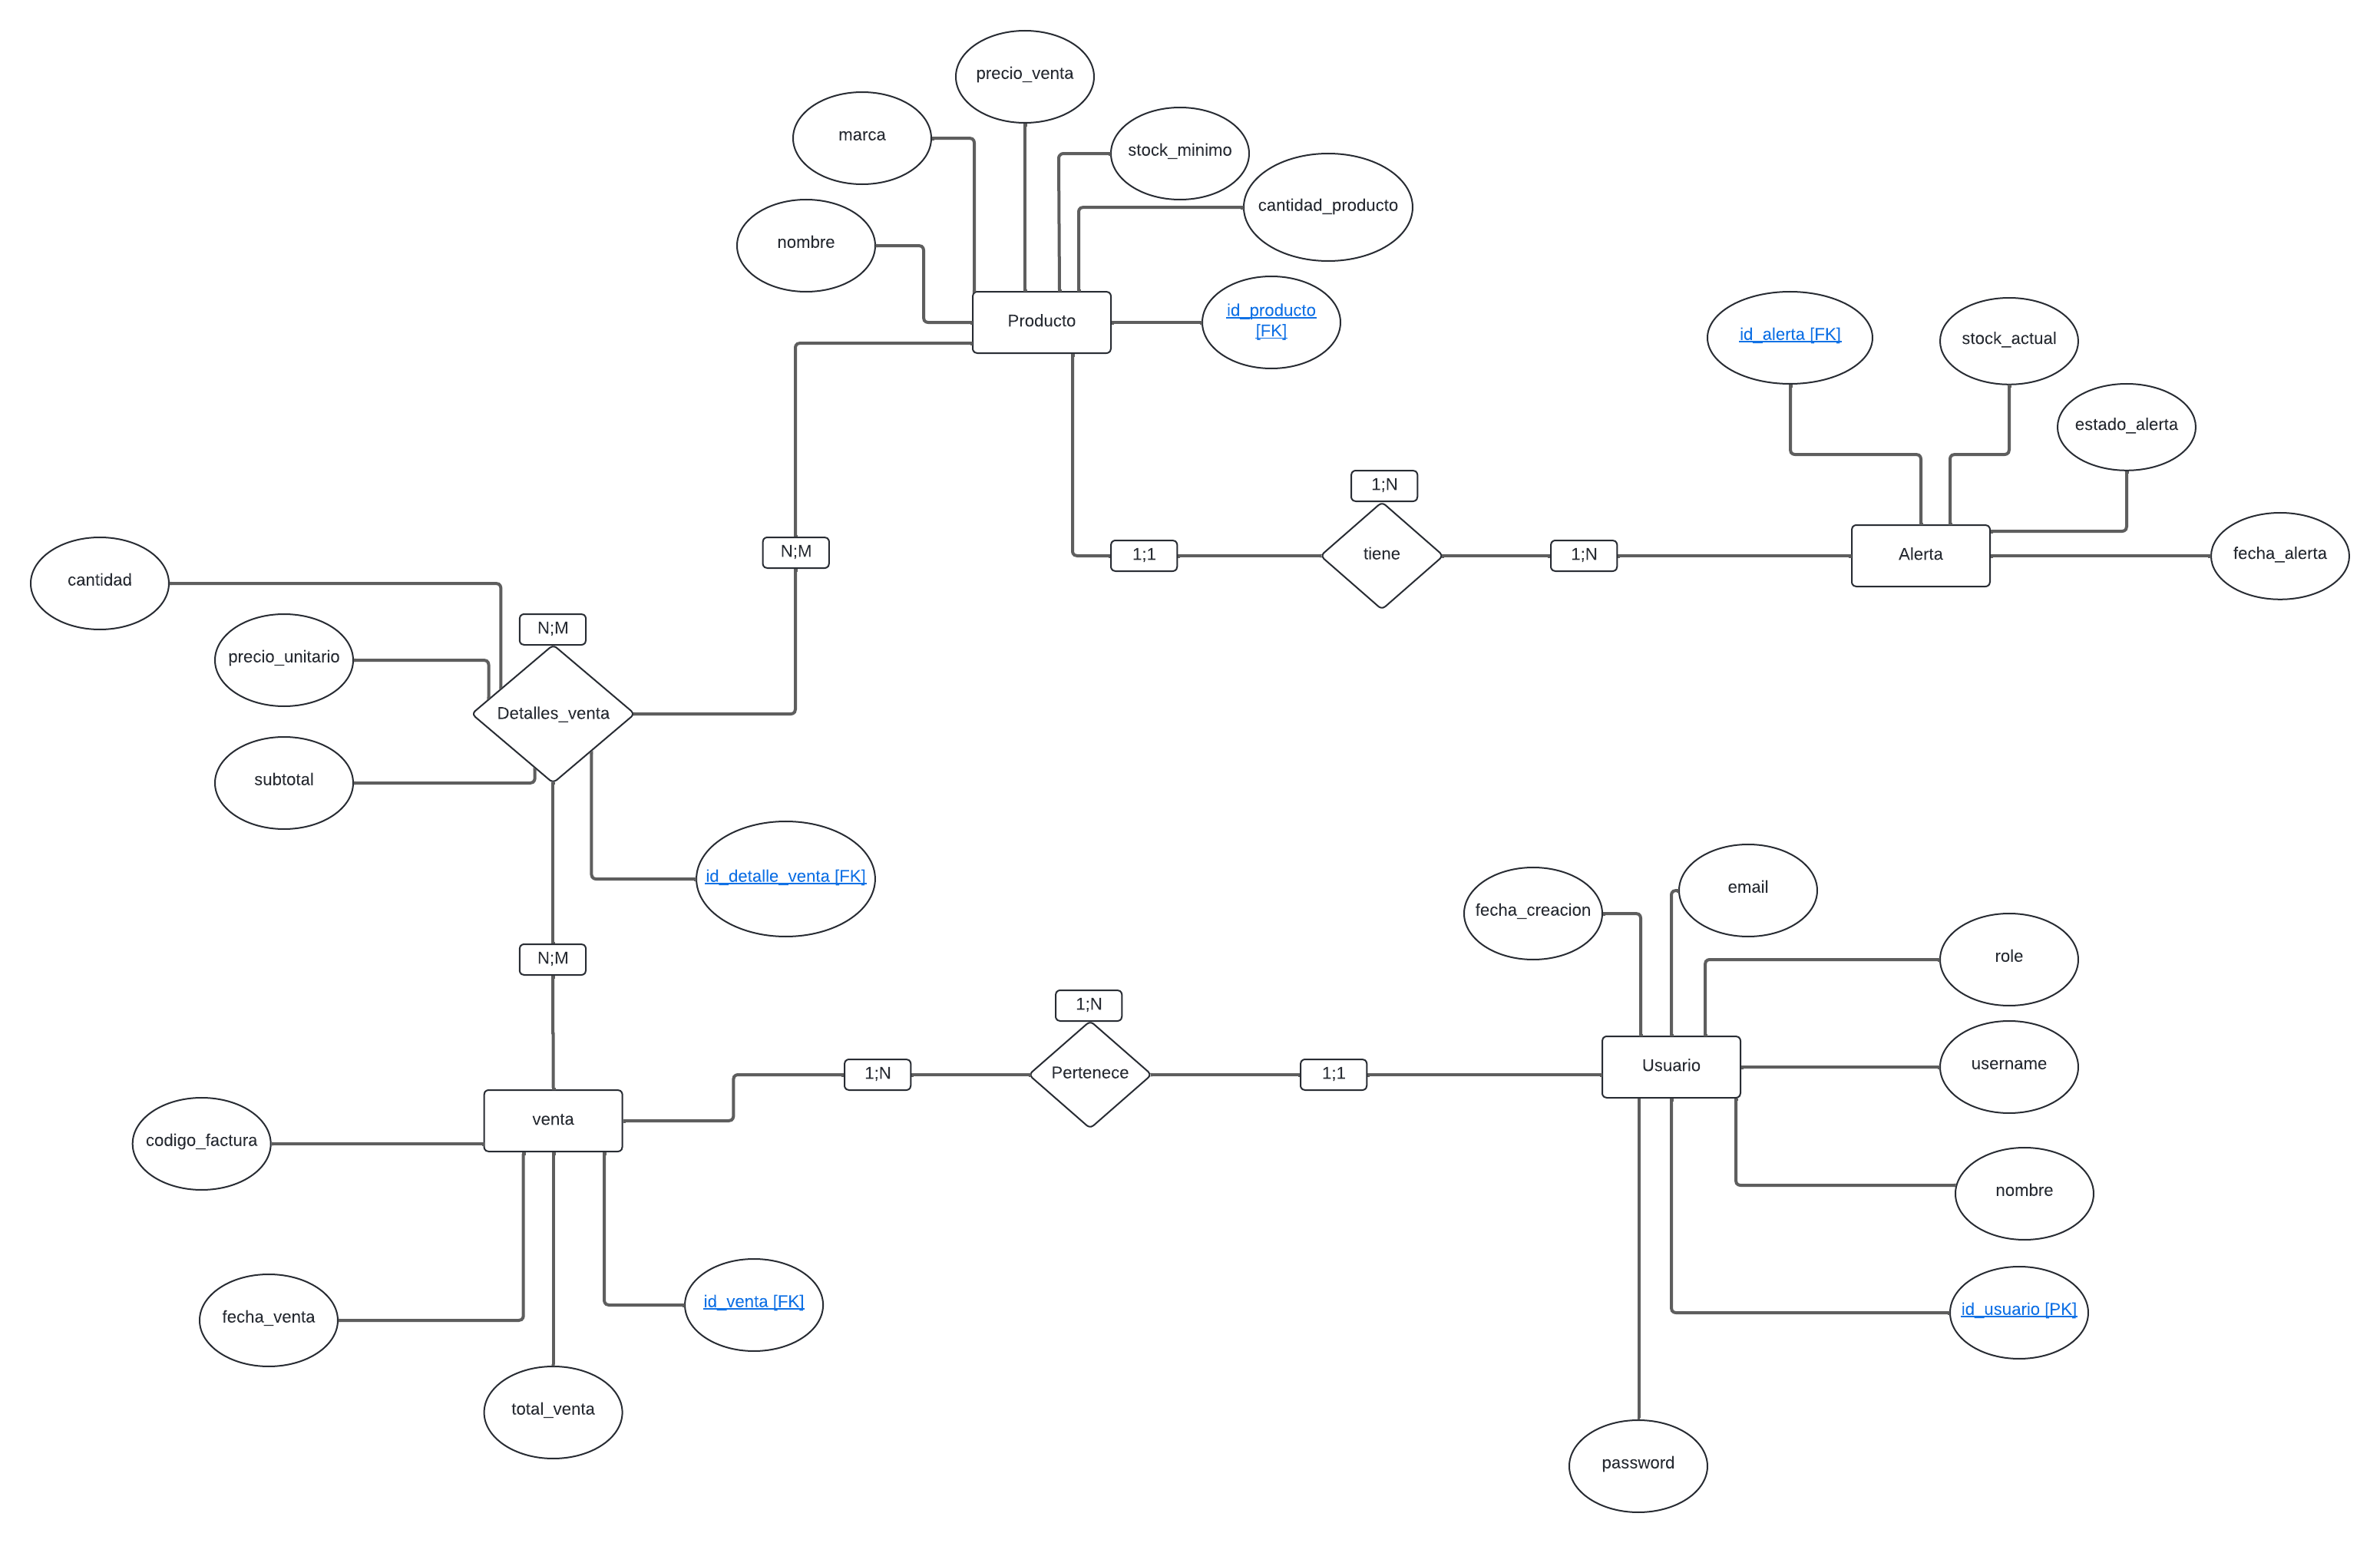 precio_venta
marca
stock_minimo
cantidad_producto
nombre
id_producto
[FK]
Producto
id_alerta [FK]
stock_actual
estado_alerta
1;N
N;M
1;1
tiene
1;N
Alerta
fecha_alerta
cantidad
N;M
precio_unitario
Detalles_venta
subtotal
id_detalle_venta [FK]
email
fecha_creacion
role
N;M
1;N
1;N
Pertenece
1;1
Usuario
username
venta
codigo_factura
nombre
id_venta [FK]
id_usuario [PK]
fecha_venta
total_venta
password